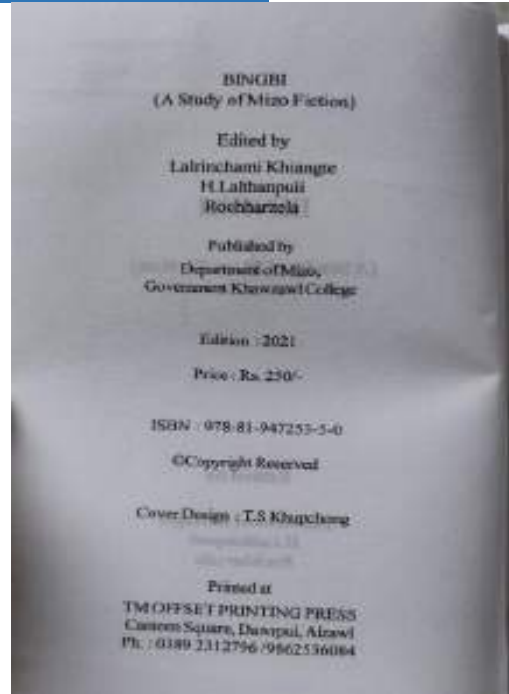 BINGBI
(A Study of Mizo Fiction)
Edited by
Lalrinchami Khiangte
H.Lalthanpuii
Rochharzela
Published by
Department of Mizo,
Government Khawzawl College
Edition : 2021
Price : Rs. 250/-
ISBN : 978-81-947253-5-0
©Copyright Reserved
Cover Design : T.S Khupchong
Printed at
TM OFFSET PRINTING PRESS
Square, Dawrpui, Aizawl
Ph. : 0389 2312796 /9862536084